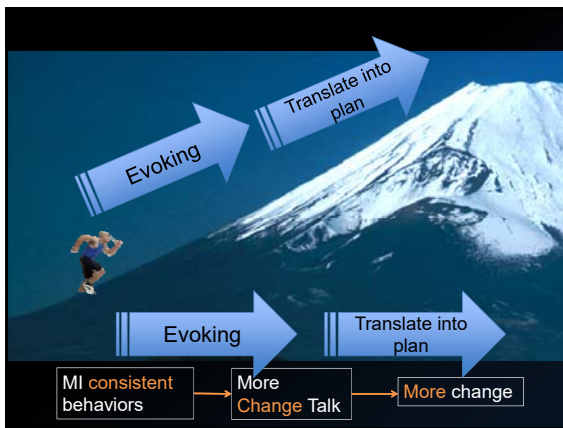 Evoking
Translate into
plan
Evoking
Translate into
plan
MI consistent
behaviors
More
Change Talk
More change